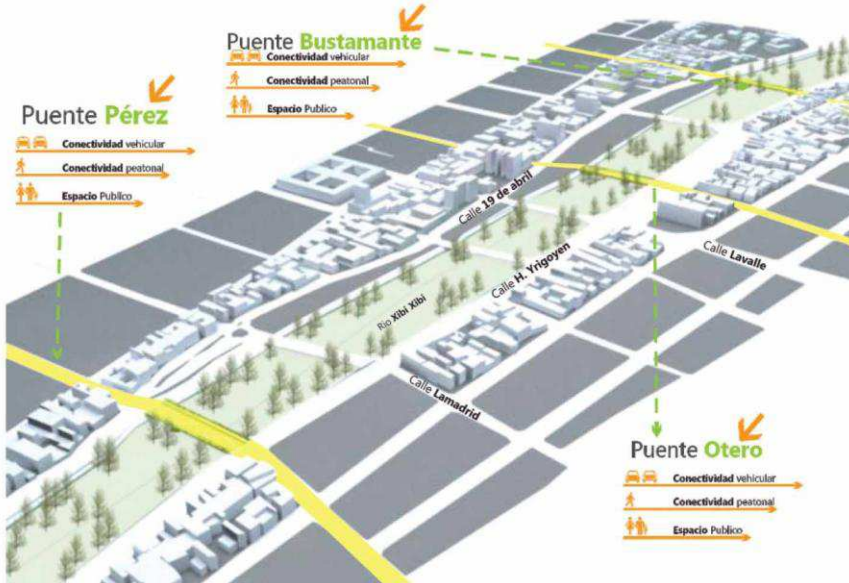 Puente Bustamante
Conectividad vehicular
Conectividad peatonal
Espacio Publico
Puente Pérez
Conectividad vehicular
Conectividad peatonal
Espacio Publico
Calle 19 de abril
Calle H. Yrigoyen
Calle Lavalle
Rio Xibi Xibi
Calle Lamadrid
Puente Otero
Conectividad vehicular
Conectividad peatonal
Espacio Publico